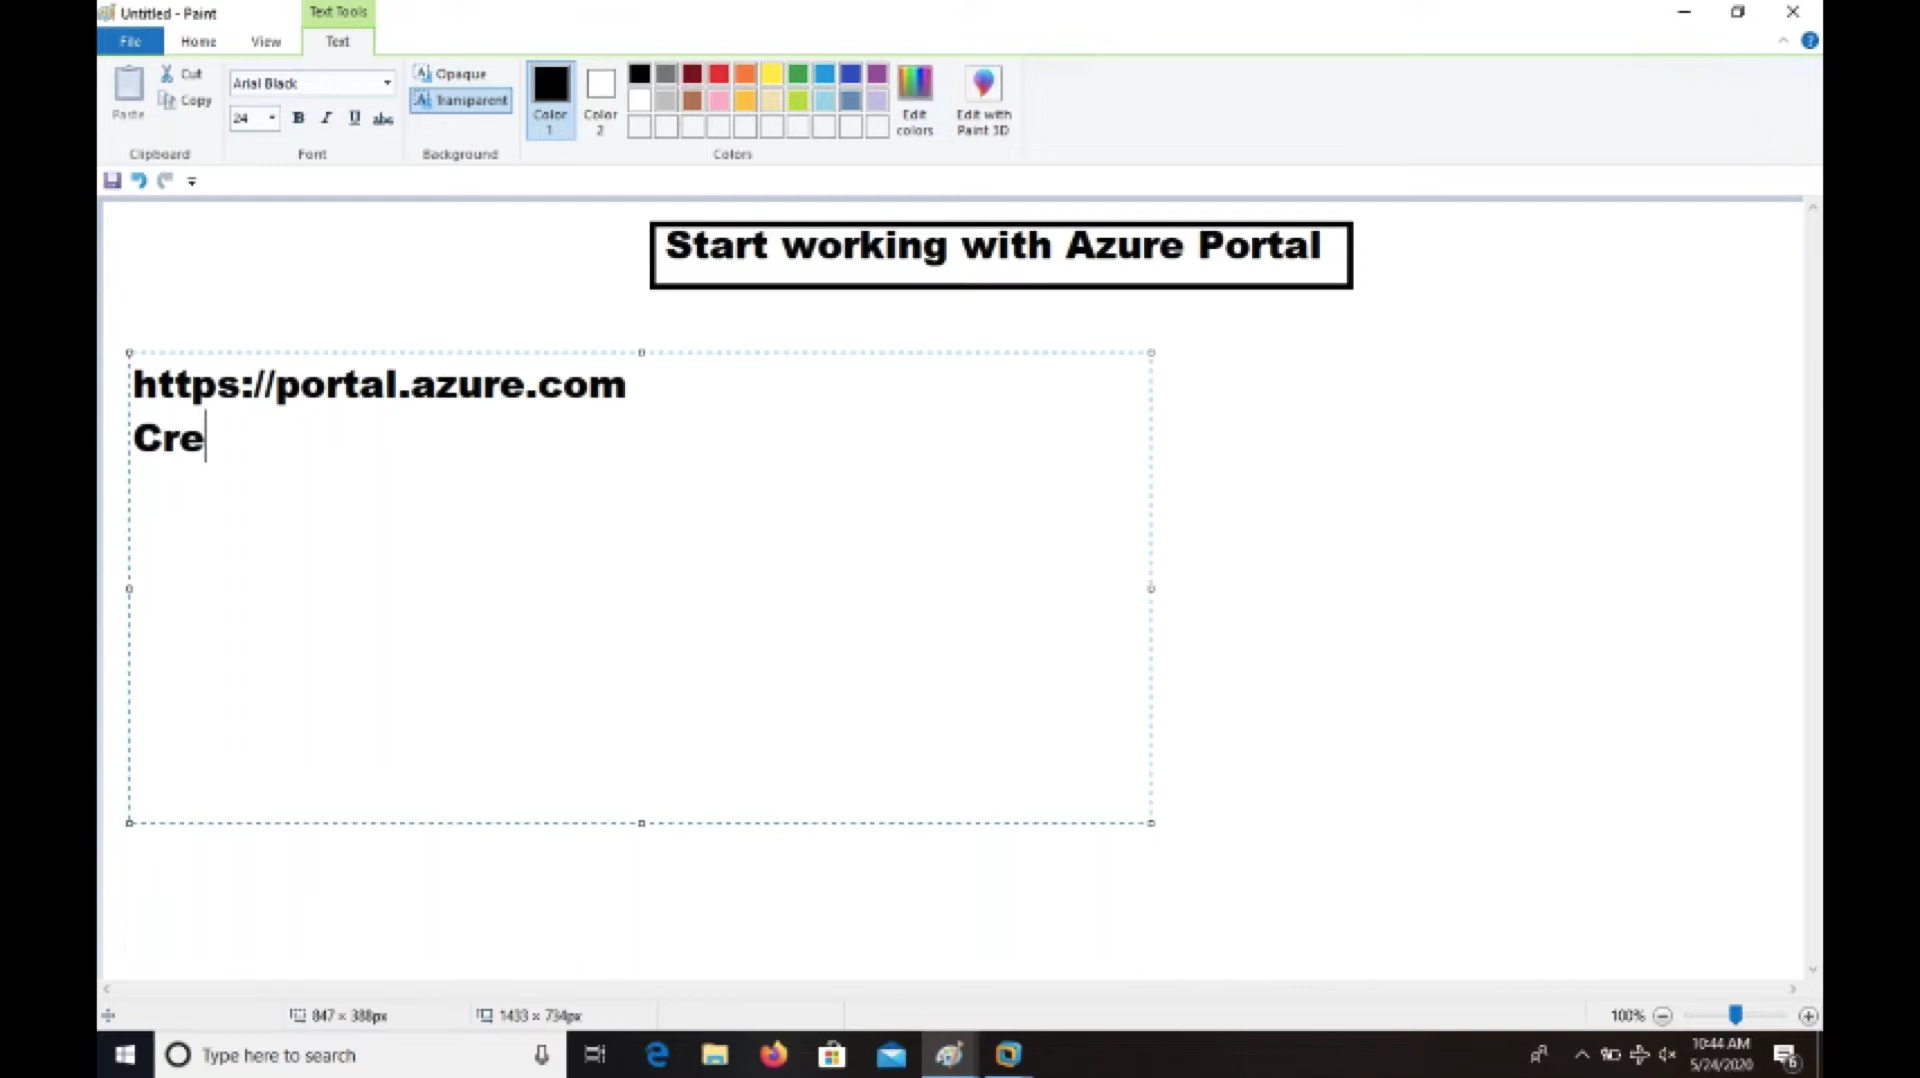 Untitled - Paint
Text Tools
File
Home
View
Text
Paste
Cut
Copy
Clipboard
Arial Black
24
B I U abc
Font
Opaque
Transparent
Background
Color 1
Color 2
Edit colors
Edit with Paint 3D
Colors
Start working with Azure Portal
https://portal.azure.com
Cre
847 × 388px
1433 × 734px
100%
Type here to search
10:44 AM
5/24/2020
6